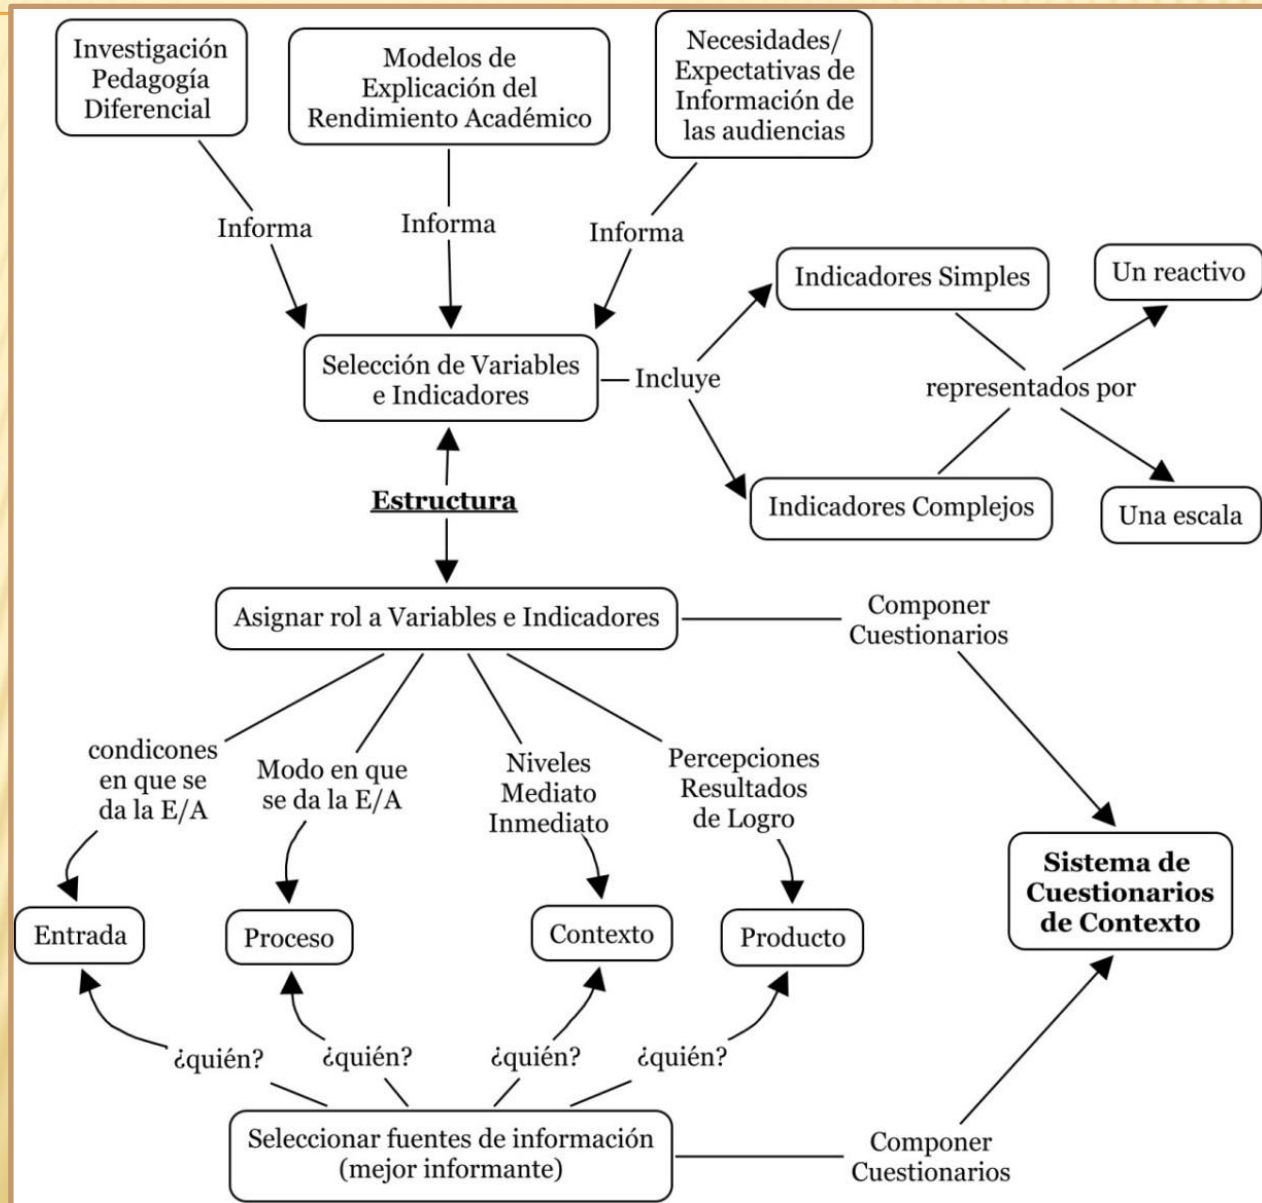 Investigación
Pedagogía
Diferencial
Modelos de
Explicación del
Rendimiento Académico
Necesidades/
Expectativas de
Información de
las audiencias
Informa
Informa
Informa
Selección de Variables
e Indicadores
Incluye
Indicadores Simples
Un reactivo
representados por
Indicadores Complejos
Una escala
Estructura
Asignar rol a Variables e Indicadores
Componer
Cuestionarios
condicones
en que se
da la E/A
Modo en que
se da la E/A
Niveles
Mediato
Inmediato
Percepciones
Resultados
de Logro
Entrada
Proceso
Contexto
Producto
Sistema de
Cuestionarios
de Contexto
¿quién?
¿quién?
¿quién?
¿quién?
Seleccionar fuentes de información
(mejor informante)
Componer
Cuestionarios